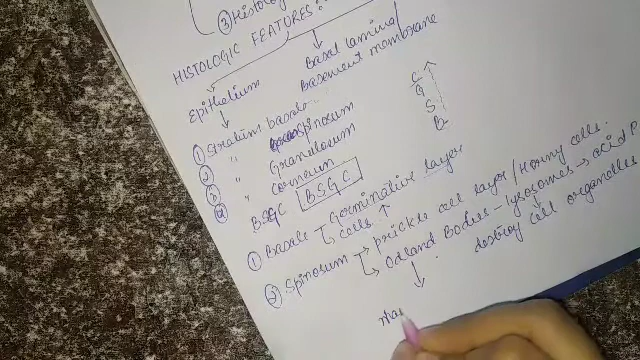 ③ Histology
HISTOLOGIC FEATURES:
Epithelium
Basal lamina/
Basement membrane
① Stratum basale
② " spinosum
③ " Granulosum
④ " Corneum
BSGC BSGC
C
G
S
B
① Basale → Germinative layer
↳ cells ↑
② Spinosum → prickle cell layer / Horny cells.
↳ Odland Bodies - lysosomes → acid P
destroy cell organelles